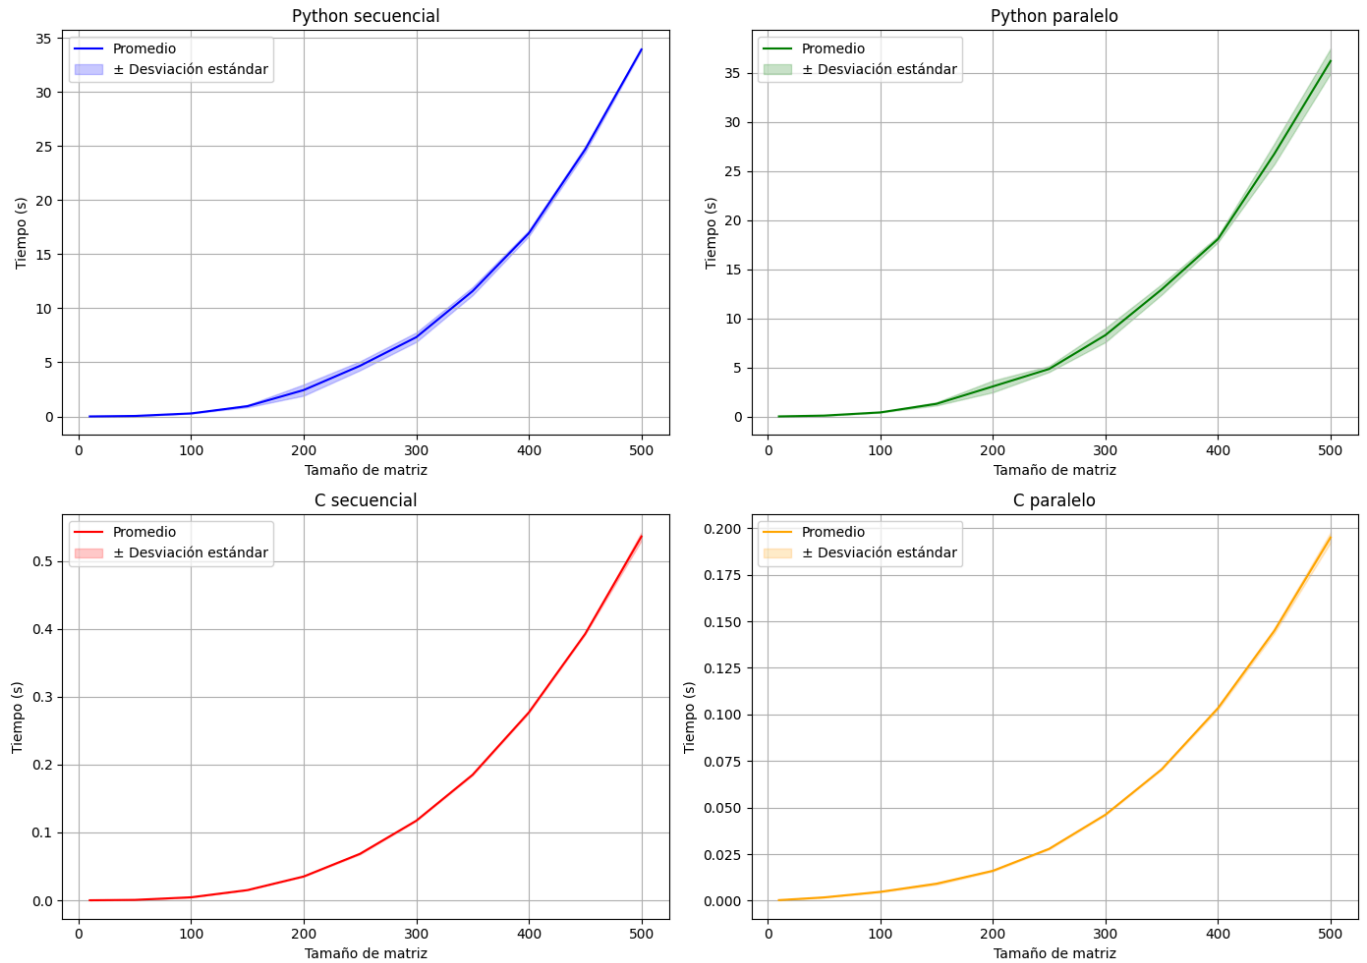 Python secuencial
Promedio
± Desviación estándar
Tiempo (s)
35
30
25
20
15
10
5
0
0 100 200 300 400 500
Tamaño de matriz
Python paralelo
Promedio
± Desviación estándar
Tiempo (s)
35
30
25
20
15
10
5
0
0 100 200 300 400 500
Tamaño de matriz
C secuencial
Promedio
± Desviación estándar
Tiempo (s)
0.5
0.4
0.3
0.2
0.1
0.0
0 100 200 300 400 500
Tamaño de matriz
C paralelo
Promedio
± Desviación estándar
Tiempo (s)
0.200
0.175
0.150
0.125
0.100
0.075
0.050
0.025
0.000
0 100 200 300 400 500
Tamaño de matriz